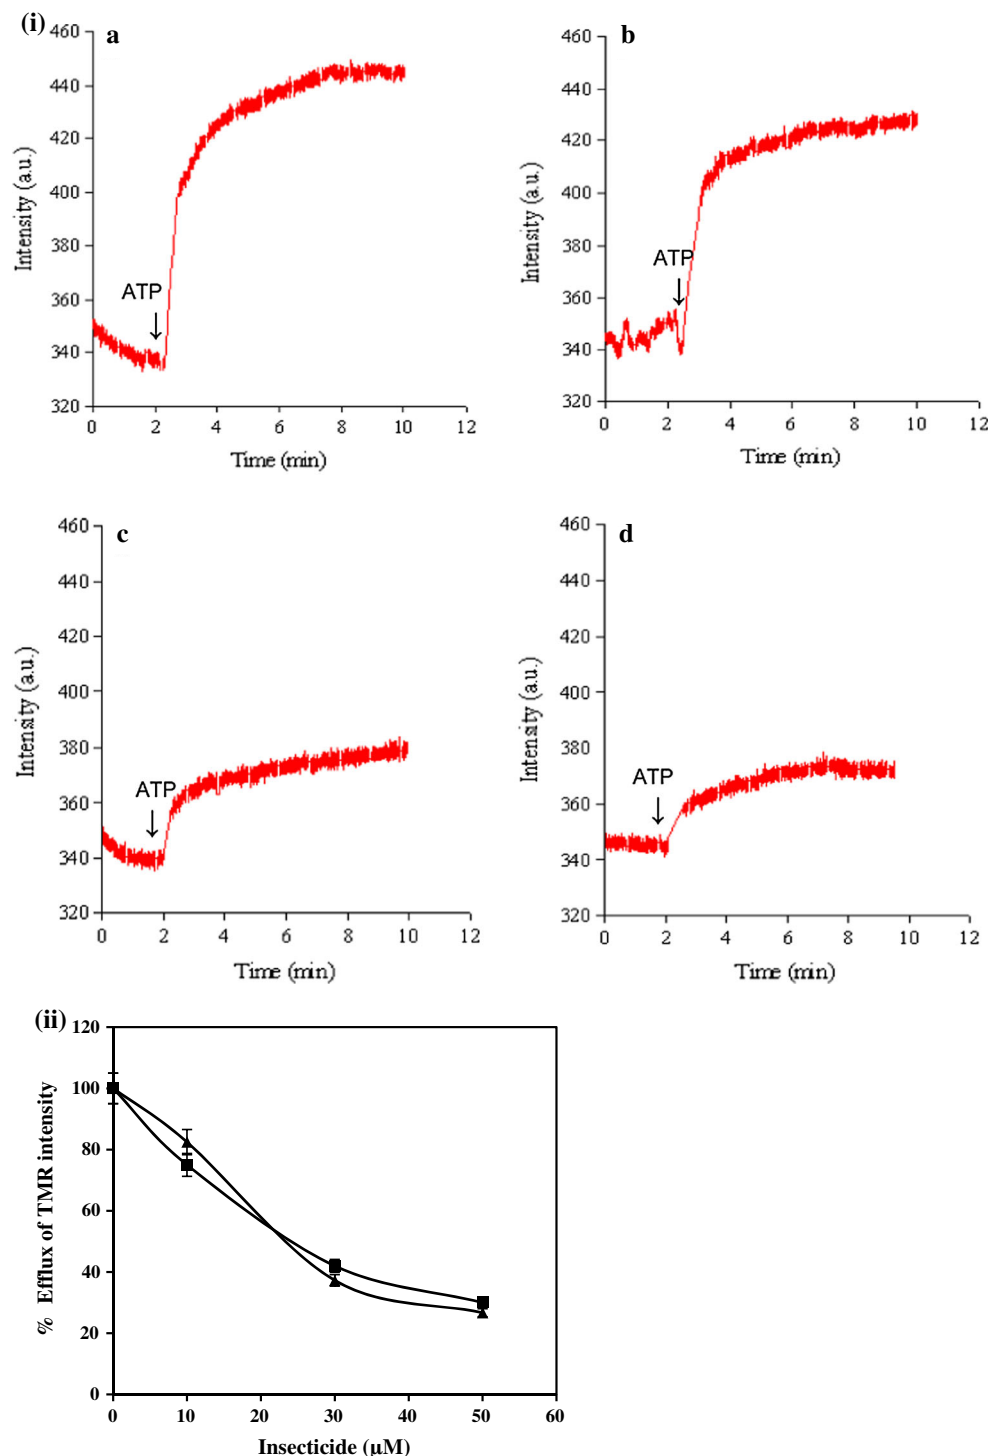 (i)
a
460
440
420
400
380
360
340
320
Intensity (a.u.)
ATP
0 2 4 6 8 10 12
Time (min)
b
460
440
420
400
380
360
340
320
Intensity (a.u.)
ATP
0 2 4 6 8 10 12
Time (min)
c
460
440
420
400
380
360
340
320
Intensity (a.u.)
ATP
0 2 4 6 8 10 12
Time (min)
d
460
440
420
400
380
360
340
320
Intensity (a.u.)
ATP
0 2 4 6 8 10 12
Time (min)
(ii)
120
100
80
60
40
20
0
% Efflux of TMR intensity
0 10 20 30 40 50 60
Insecticide (µM)